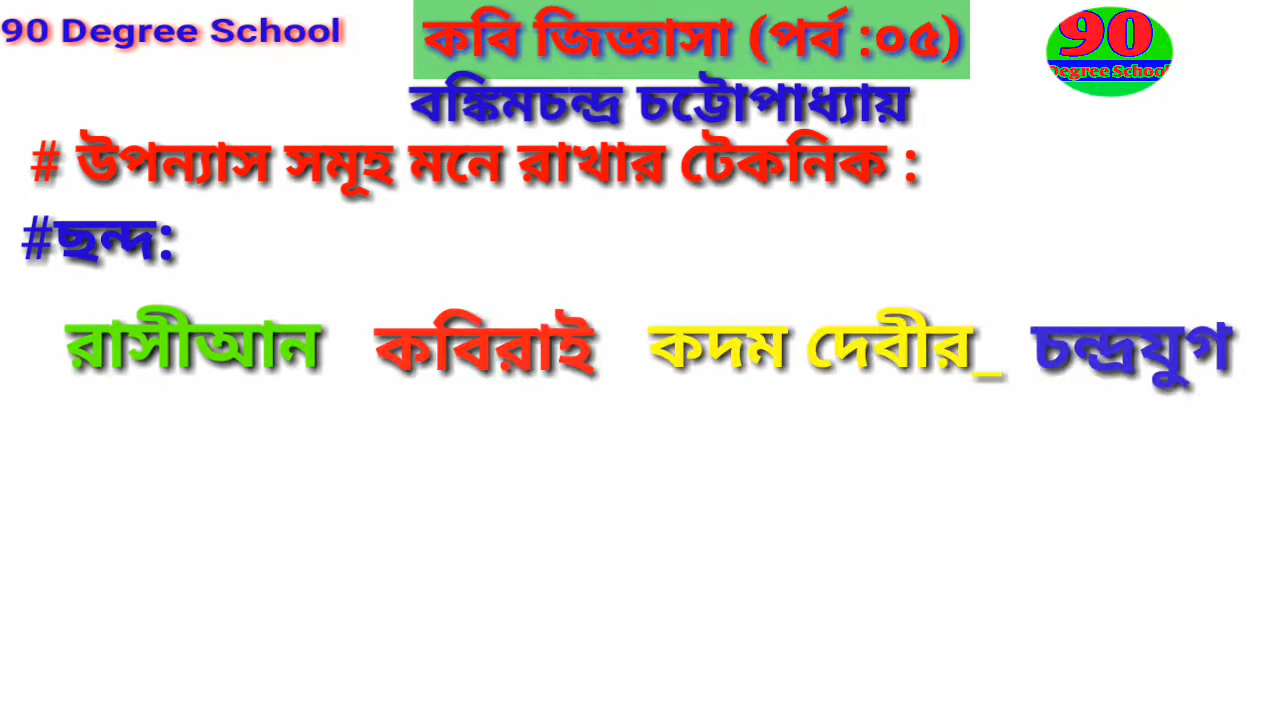 90 Degree School
কবি জিজ্ঞাসা (পর্ব :০৫)
90
Degree School
বঙ্কিমচন্দ্র চট্টোপাধ্যায়
# উপন্যাস সমূহ মনে রাখার টেকনিক :
#ছন্দ:
রাসীআন কবিরাই কদম দেবীর_ চন্দ্রযুগ